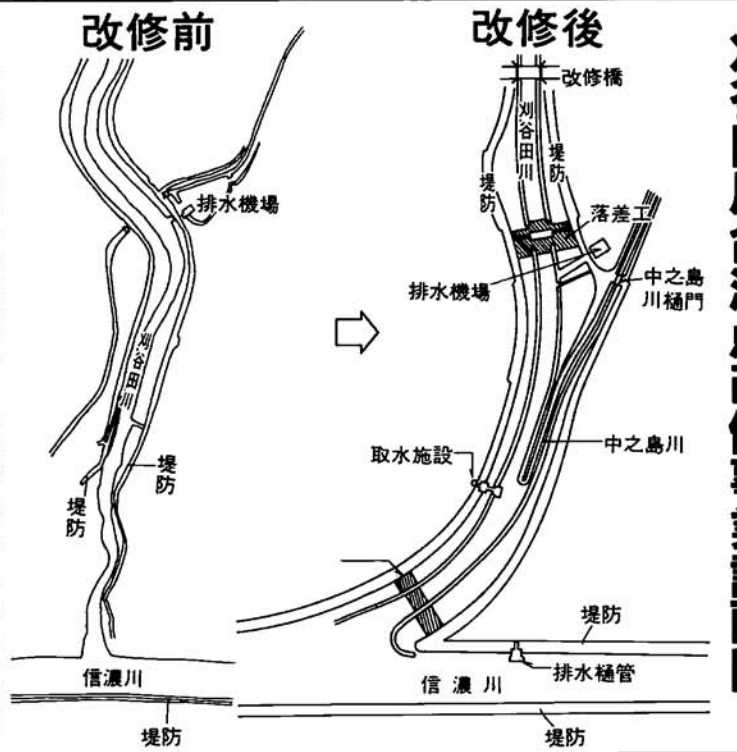 改修前
排水機場
刈谷田川
堤防
堤防
信濃川
堤防
改修後
改修橋
刈谷田川
堤防
堤防
落差工
排水機場
中之島
川樋門
中之島川
取水施設
堤防
排水樋管
信濃川
堤防